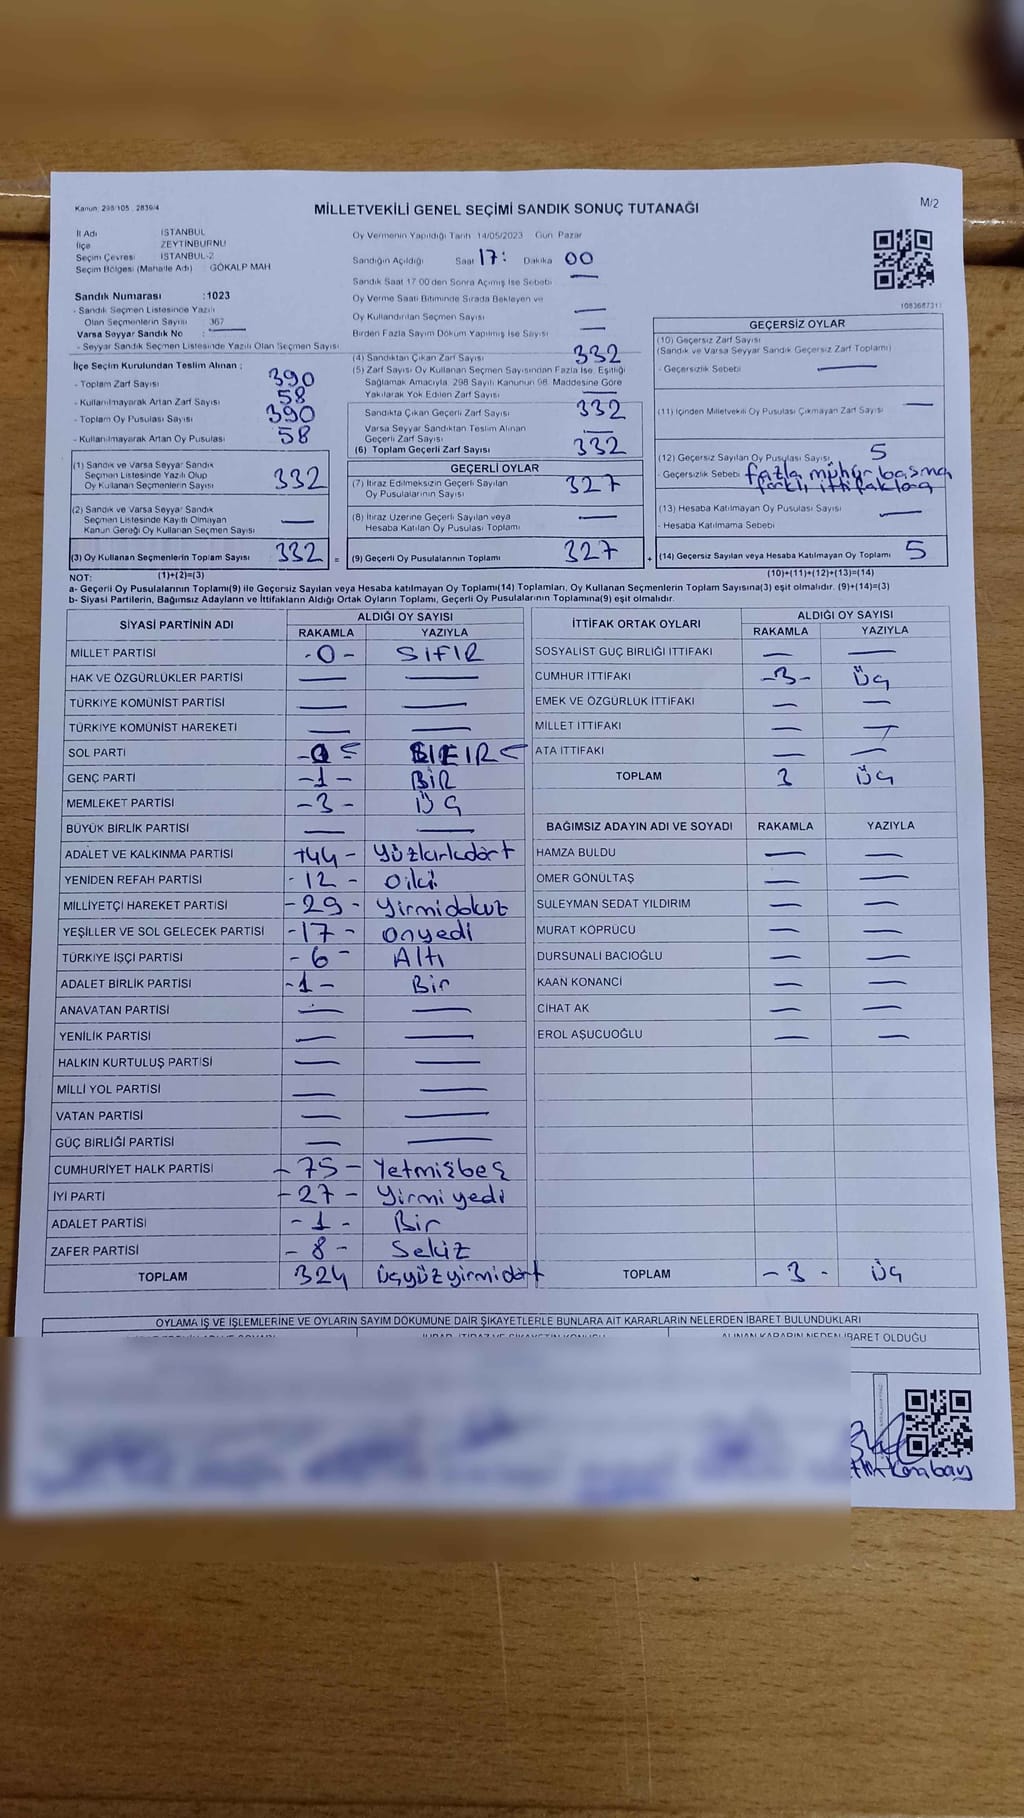 Kanun: 298/105 , 2839/4
MİLLETVEKİLİ GENEL SEÇİMİ SANDIK SONUÇ TUTANAĞI
M/2
İl Adı İSTANBUL
İlçe ZEYTİNBURNU
Seçim Çevresi İSTANBUL-2
Seçim Bölgesi (Mahalle Adı) : GÖKALP MAH
Sandık Numarası :1023
- Sandık Seçmen Listesinde Yazılı
Olan Seçmenlerin Sayısı 367
Varsa Seyyar Sandık No : —
- Seyyar Sandık Seçmen Listesinde Yazılı Olan Seçmen Sayısı
İlçe Seçim Kurulundan Teslim Alınan ;
- Toplam Zarf Sayısı 390
- Kullanılmayarak Artan Zarf Sayısı 58
- Toplam Oy Pusulası Sayısı 390
- Kullanılmayarak Artan Oy Pusulası 58
(1) Sandık ve Varsa Seyyar Sandık
Seçmen Listesinde Yazılı Olup
Oy Kullanan Seçmenlerin Sayısı 332
(2) Sandık ve Varsa Seyyar Sandık
Seçmen Listesinde Kayıtlı Olmayan
Kanun Gereği Oy Kullanan Seçmen Sayısı —
(3) Oy Kullanan Seçmenlerin Toplam Sayısı 332 =
(1)+(2)=(3)
Oy Vermenin Yapıldığı Tarih 14/05/2023 Gün Pazar
Sandığın Açıldığı Saat 17: Dakika 00
Sandık Saat 17:00'den Sonra Açılmış İse Sebebi —
Oy Verme Saati Bitiminde Sırada Bekleyen ve
Oy Kullandırılan Seçmen Sayısı —
Birden Fazla Sayım Döküm Yapılmış İse Sayısı —
(4) Sandıktan Çıkan Zarf Sayısı 332
(5) Zarf Sayısı Oy Kullanan Seçmen Sayısından Fazla İse, Eşitliği
Sağlamak Amacıyla, 298 Sayılı Kanunun 98. Maddesine Göre
Yakılarak Yok Edilen Zarf Sayısı —
Sandıkta Çıkan Geçerli Zarf Sayısı 332
Varsa Seyyar Sandıktan Teslim Alınan
Geçerli Zarf Sayısı —
(6) Toplam Geçerli Zarf Sayısı 332
GEÇERLİ OYLAR
(7) İtiraz Edilmeksizin Geçerli Sayılan
Oy Pusulalarının Sayısı 327
(8) İtiraz Üzerine Geçerli Sayılan veya
Hesaba Katılan Oy Pusulası Toplamı —
(9) Geçerli Oy Pusulalarının Toplamı 327 +
GEÇERSİZ OYLAR
(10) Geçersiz Zarf Sayısı
(Sandık ve Varsa Seyyar Sandık Geçersiz Zarf Toplamı)
- Geçersizlik Sebebi —
(11) İçinden Milletvekili Oy Pusulası Çıkmayan Zarf Sayısı —
(12) Geçersiz Sayılan Oy Pusulası Sayısı 5
- Geçersizlik Sebebi fazla mühür basma
farklı ittifaklara
(13) Hesaba Katılmayan Oy Pusulası Sayısı —
- Hesaba Katılmama Sebebi
(14) Geçersiz Sayılan veya Hesaba Katılmayan Oy Toplamı 5
(10)+(11)+(12)+(13)=(14)
NOT:
a- Geçerli Oy Pusulalarının Toplamı(9) ile Geçersiz Sayılan veya Hesaba katılmayan Oy Toplamı(14) Toplamları, Oy Kullanan Seçmenlerin Toplam Sayısına(3) eşit olmalıdır. (9)+(14)=(3)
b- Siyasi Partilerin, Bağımsız Adayların ve İttifakların Aldığı Ortak Oyların Toplamı, Geçerli Oy Pusulalarının Toplamına(9) eşit olmalıdır.
SİYASİ PARTİNİN ADI ALDIĞI OY SAYISI
RAKAMLA YAZIYLA
MİLLET PARTİSİ -0- SIFIR
HAK VE ÖZGÜRLÜKLER PARTİSİ — —
TÜRKİYE KOMÜNİST PARTİSİ — —
TÜRKİYE KOMÜNİST HAREKETİ — —
SOL PARTİ -0- SIFIR
GENÇ PARTİ -1- BİR
MEMLEKET PARTİSİ -3- ÜÇ
BÜYÜK BİRLİK PARTİSİ — —
ADALET VE KALKINMA PARTİSİ 144- Yüzkırkdört
YENİDEN REFAH PARTİSİ -12-
MİLLİYETÇİ HAREKET PARTİSİ -29- Yirmidokuz
YEŞİLLER VE SOL GELECEK PARTİSİ -17- onyedi
TÜRKİYE İŞÇİ PARTİSİ -6- Altı
ADALET BİRLİK PARTİSİ -1- Bir
ANAVATAN PARTİSİ — —
YENİLİK PARTİSİ — —
HALKIN KURTULUŞ PARTİSİ — —
MİLLİ YOL PARTİSİ — —
VATAN PARTİSİ — —
GÜÇ BİRLİĞİ PARTİSİ — —
CUMHURİYET HALK PARTİSİ -75- Yetmişbeş
İYİ PARTİ -27- Yirmi yedi
ADALET PARTİSİ -1- Bir
ZAFER PARTİSİ -8- Sekiz
TOPLAM 324 üçyüzyirmidört
İTTİFAK ORTAK OYLARI ALDIĞI OY SAYISI
RAKAMLA YAZIYLA
SOSYALİST GÜÇ BİRLİĞİ İTTİFAKI — —
CUMHUR İTTİFAKI -3- Üç
EMEK VE ÖZGÜRLÜK İTTİFAKI — —
MİLLET İTTİFAKI — —
ATA İTTİFAKI — —
TOPLAM 3 Üç
BAĞIMSIZ ADAYIN ADI VE SOYADI RAKAMLA YAZIYLA
HAMZA BULDU — —
ÖMER GÖNÜLTAŞ — —
SÜLEYMAN SEDAT YILDIRIM — —
MURAT KÖPRÜCÜ — —
DURSUNALİ BACIOĞLU — —
KAAN KONANCİ — —
CİHAT AK — —
EROL AŞUCUOĞLU — —
TOPLAM -3- Üç
OYLAMA İŞ VE İŞLEMLERİNE VE OYLARIN SAYIM DÖKÜMÜNE DAİR ŞİKAYETLERLE BUNLARA AİT KARARLARIN NELERDEN İBARET BULUNDUKLARI
ALINAN KARARIN NEDEN İBARET OLDUĞU